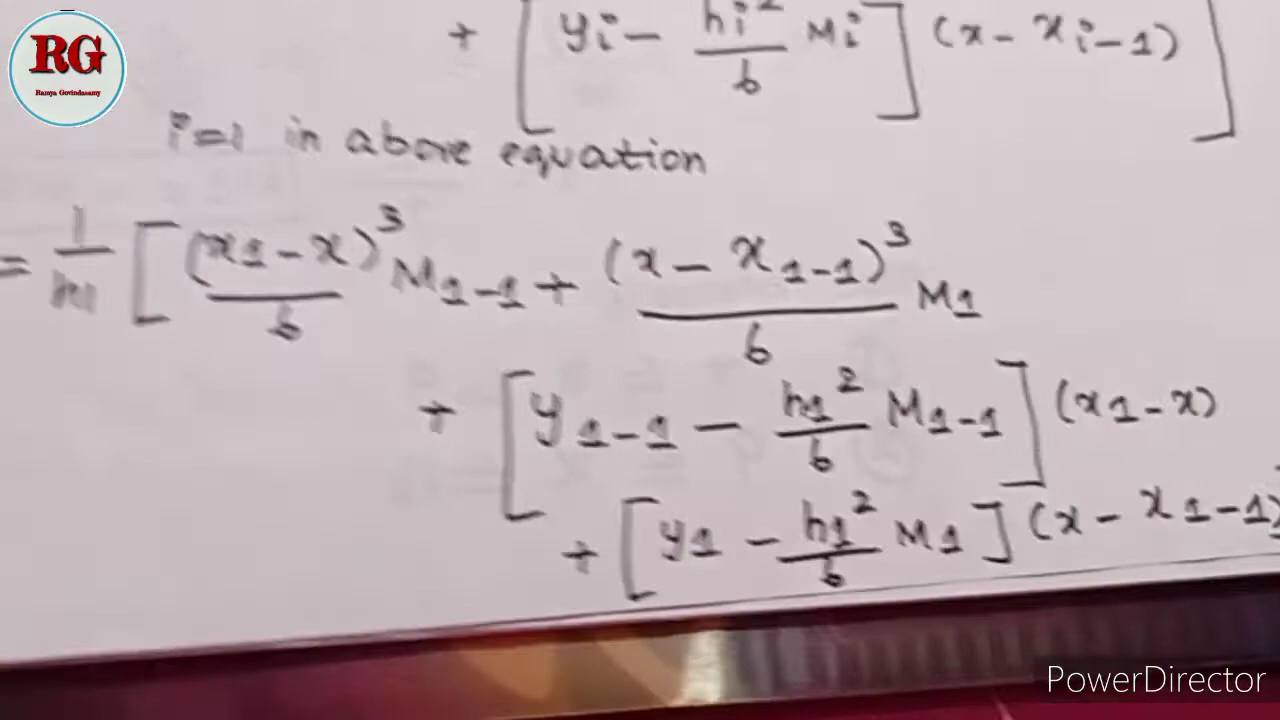 RG
Ramya Govindasamy
+ [ yi - hi²/6 Mi ] (x - xi-1) ]
i=1 in above equation
= 1/h1 [ (x1-x)³/6 M1-1 + (x - x1-1)³/6 M1
+ [ y1-1 - h1²/6 M1-1 ] (x1-x)
+ [ y1 - h1²/6 M1 ] (x - x1-1)
PowerDirector